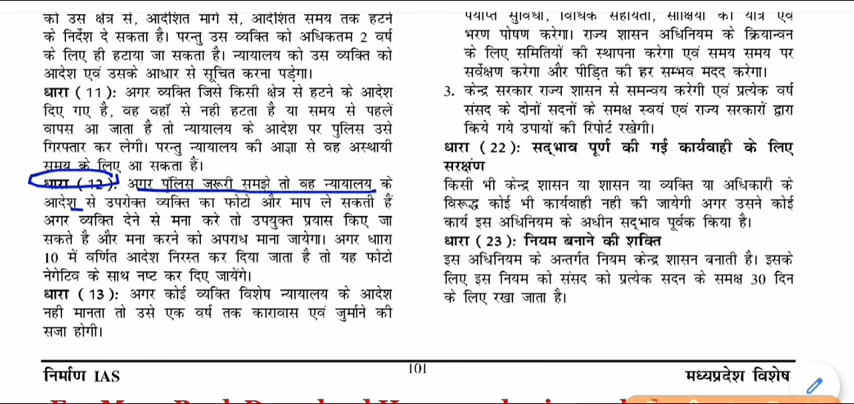 को उस क्षेत्र से, आदेशित मार्ग से, आदेशित समय तक हटने
के निर्देश दे सकता है। परन्तु उस व्यक्ति को अधिकतम 2 वर्ष
के लिए ही हटाया जा सकता है। न्यायालय को उस व्यक्ति को
आदेश एवं उसके आधार से सूचित करना पड़ेगा।
धारा (11): अगर व्यक्ति जिसे किसी क्षेत्र से हटने के आदेश
दिए गए है, वह वहाँ से नही हटता है या समय से पहलें
वापस आ जाता है तो न्यायालय के आदेश पर पुलिस उसे
गिरफ्तार कर लेगी। परन्तु न्यायालय की आज्ञा से वह अस्थायी
समय के लिए आ सकता है।
धारा (12): अगर पुलिस जरूरी समझे तो वह न्यायालय के
आदेश से उपरोक्त व्यक्ति का फोटो और माप ले सकती हैं
अगर व्यक्ति देने से मना करे तो उपयुक्त प्रयास किए जा
सकते है और मना करने को अपराध माना जायेगा। अगर धारा
10 में वर्णित आदेश निरस्त कर दिया जाता है तो यह फोटो
नेगेटिव के साथ नष्ट कर दिए जायेंगे।
धारा (13): अगर कोई व्यक्ति विशेष न्यायालय के आदेश
नही मानता तो उसे एक वर्ष तक कारावास एवं जुर्माने की
सजा होगी।
पर्याप्त सुविधा, विधिक सहायता, साक्षियों की यात्रा एवं
भरण पोषण करेगा। राज्य शासन अधिनियम के क्रियान्वन
के लिए समितियों की स्थापना करेगा एवं समय समय पर
सर्वेक्षण करेगा और पीड़ित की हर सम्भव मदद करेगा।
3. केन्द्र सरकार राज्य शासन से समन्वय करेगी एवं प्रत्येक वर्ष
संसद के दोनों सदनों के समक्ष स्वयं एवं राज्य सरकारों द्वारा
किये गये उपायों की रिपोर्ट रखेगी।
धारा (22): सद्‌भाव पूर्ण की गई कार्यवाही के लिए
सरक्षंण
किसी भी केन्द्र शासन या शासन या व्यक्ति या अधिकारी के
विरूद्ध कोई भी कार्यवाही नही की जायेगी अगर उसने कोई
कार्य इस अधिनियम के अधीन सद्‌भाव पूर्वक किया है।
धारा (23): नियम बनाने की शक्ति
इस अधिनियम के अन्तर्गत नियम केन्द्र शासन बनाती है। इसके
लिए इस नियम को संसद को प्रत्येक सदन के समक्ष 30 दिन
के लिए रखा जाता है।
निर्माण IAS
101
मध्यप्रदेश विशेष